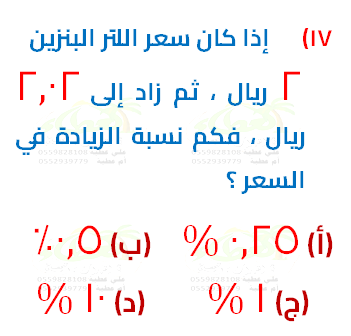 ١٧) إذا كان سعر اللتر البنزين
٢ ريال ، ثم زاد إلى ٢,٠٢
ريال ، فكم نسبة الزيادة في
السعر ؟
(أ) ٠,٢٥ % (ب) ٠,٥٪
(ج) ١ % (د) ١٠ %